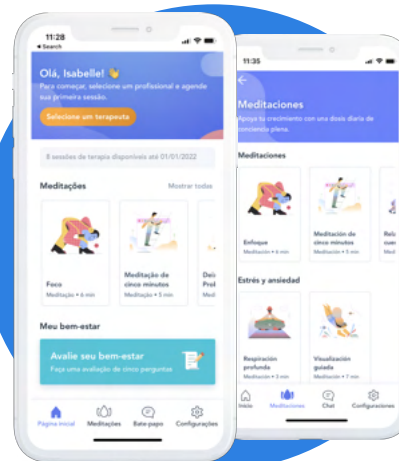 11:28
Search
Olá, Isabelle! 👋
Para começar, selecione um profissional e agende
sua primeira sessão.
Selecione um terapeuta
8 sessões de terapia disponíveis até 01/01/2022
Meditações
Mostrar todas
Foco
Meditação • 6 min
Meditação de
cinco minutos
Meditação • 5 min
Meu bem-estar
Avalie seu bem-estar
Faça uma avaliação de cinco perguntas
Página inicial
Meditações
Bate-papo
Configurações
11:35
Meditaciones
Apoya tu crecimiento con una dosis diaria de
conciencia plena.
Meditaciones
Enfoque
Meditación • 6 min
Meditación de
cinco minutos
Meditación • 5 min
Estrés y ansiedad
Respiración
profunda
Meditación • 3 min
Visualización
guiada
Meditación • 7 min
Inicio
Meditaciones
Chat
Configuraciones